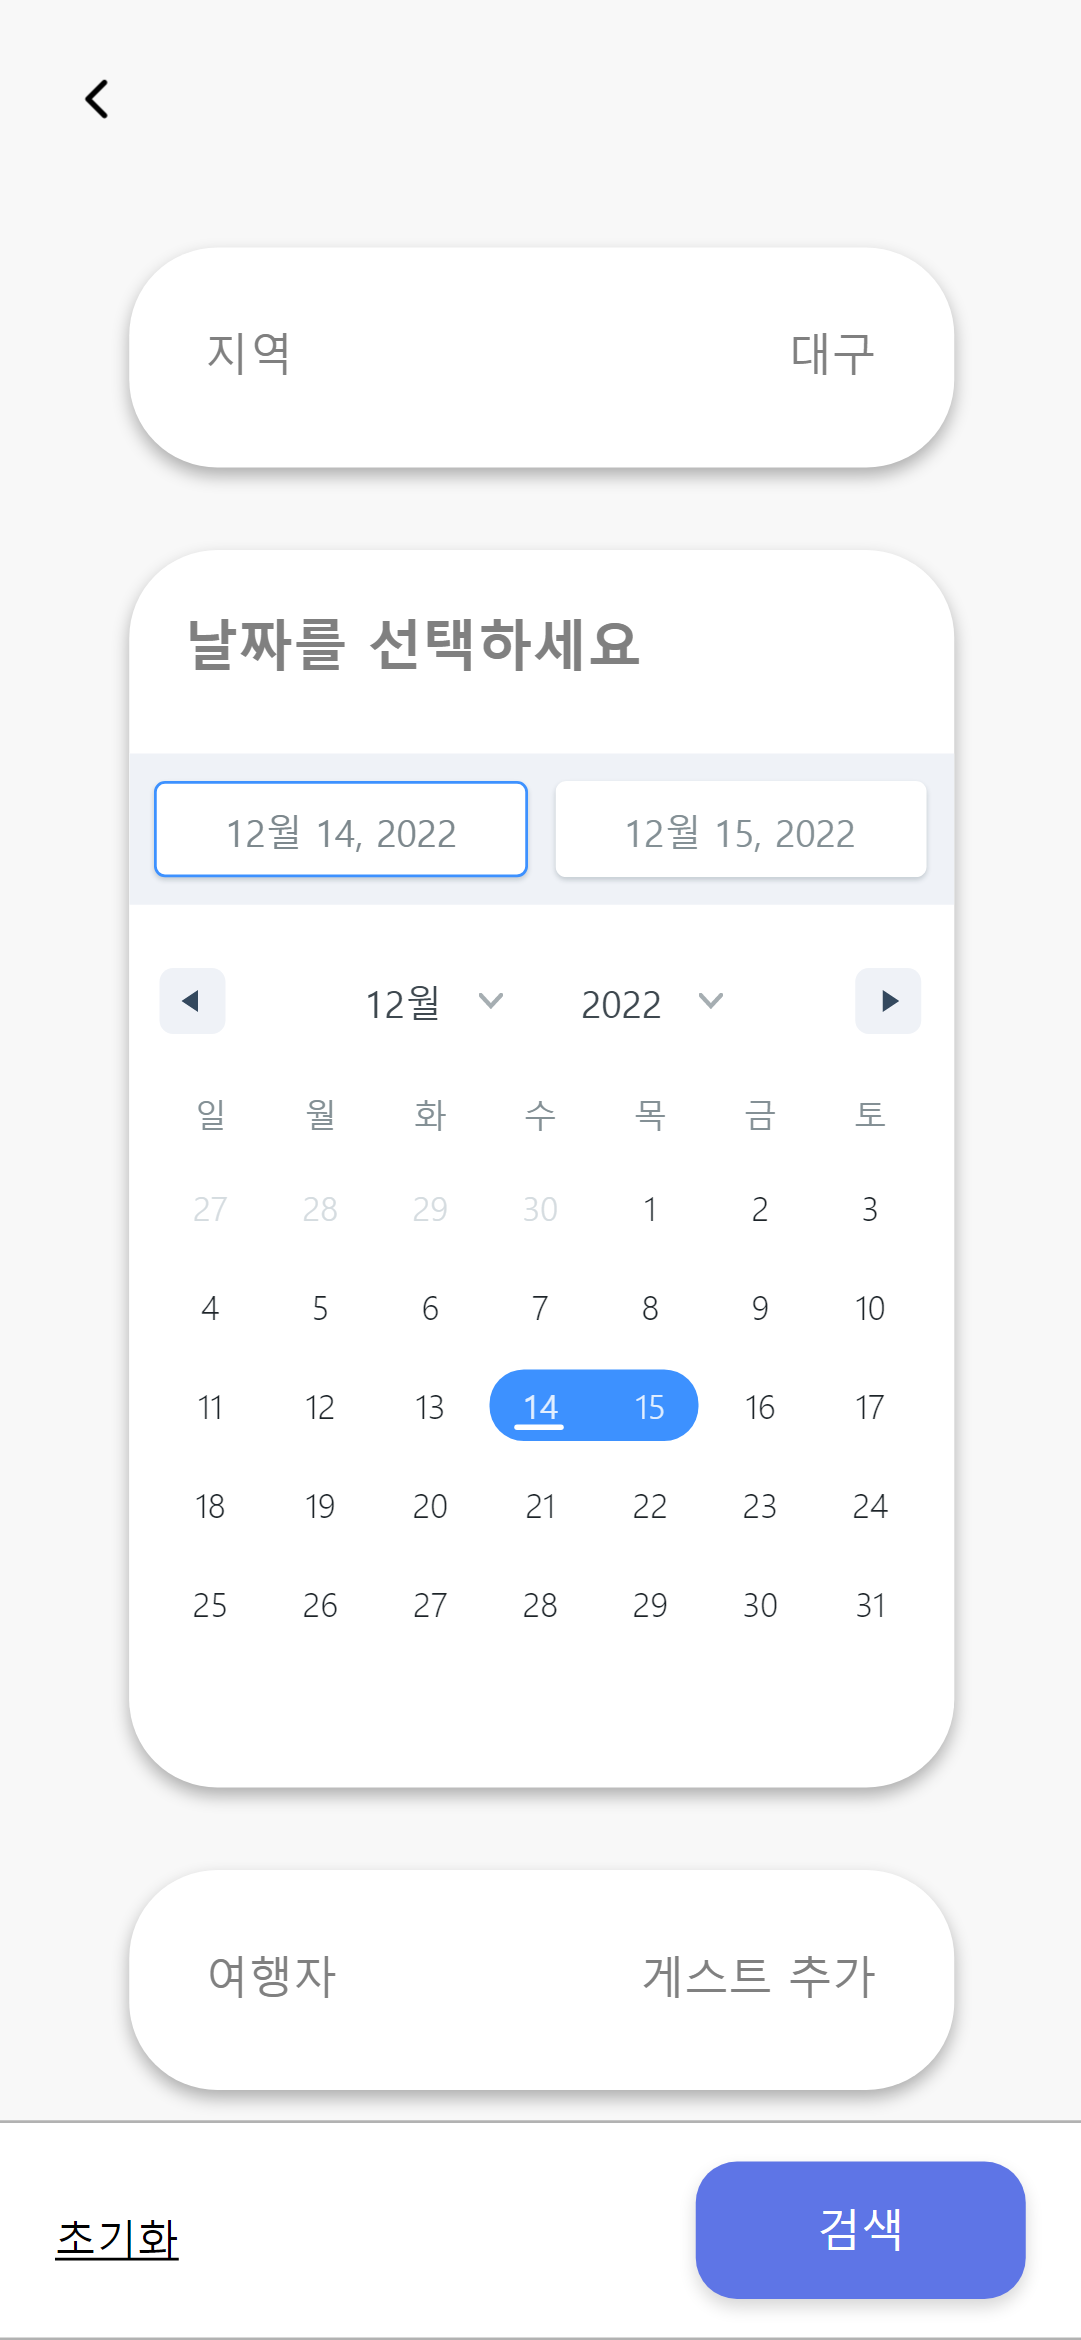 지역 대구
날짜를 선택하세요
12월 14, 2022 12월 15, 2022
12월 2022
일 월 화 수 목 금 토
27 28 29 30 1 2 3
4 5 6 7 8 9 10
11 12 13 14 15 16 17
18 19 20 21 22 23 24
25 26 27 28 29 30 31
여행자 게스트 추가
초기화 검색